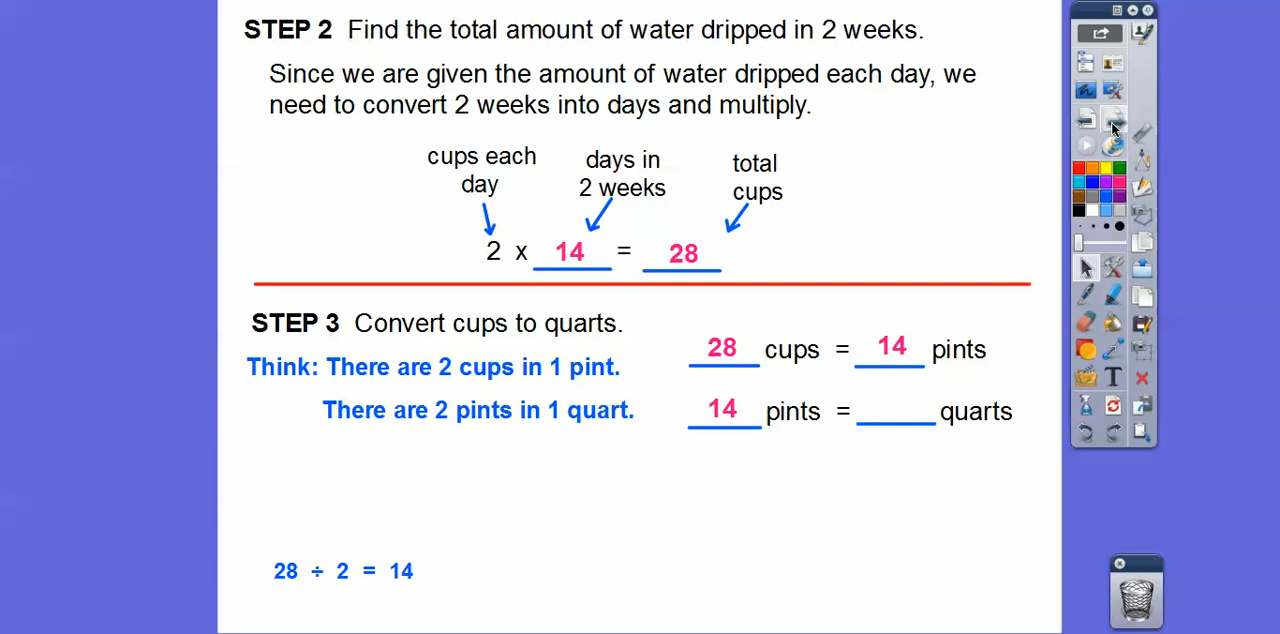 STEP 2 Find the total amount of water dripped in 2 weeks.
Since we are given the amount of water dripped each day, we
need to convert 2 weeks into days and multiply.
cups each
day
days in
2 weeks
total
cups
2 x 14 = 28
STEP 3 Convert cups to quarts.
Think: There are 2 cups in 1 pint.
28 cups = 14 pints
There are 2 pints in 1 quart.
14 pints = ______ quarts
28 ÷ 2 = 14